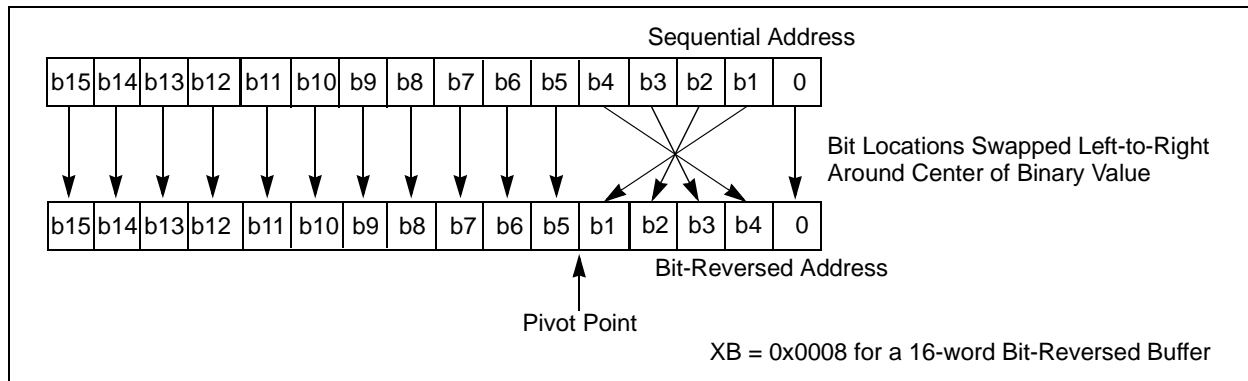 Sequential Address
b15 b14 b13 b12 b11 b10 b9 b8 b7 b6 b5 b4 b3 b2 b1 0
Bit Locations Swapped Left-to-Right
Around Center of Binary Value
b15 b14 b13 b12 b11 b10 b9 b8 b7 b6 b5 b1 b2 b3 b4 0
Bit-Reversed Address
Pivot Point
XB = 0x0008 for a 16-word Bit-Reversed Buffer